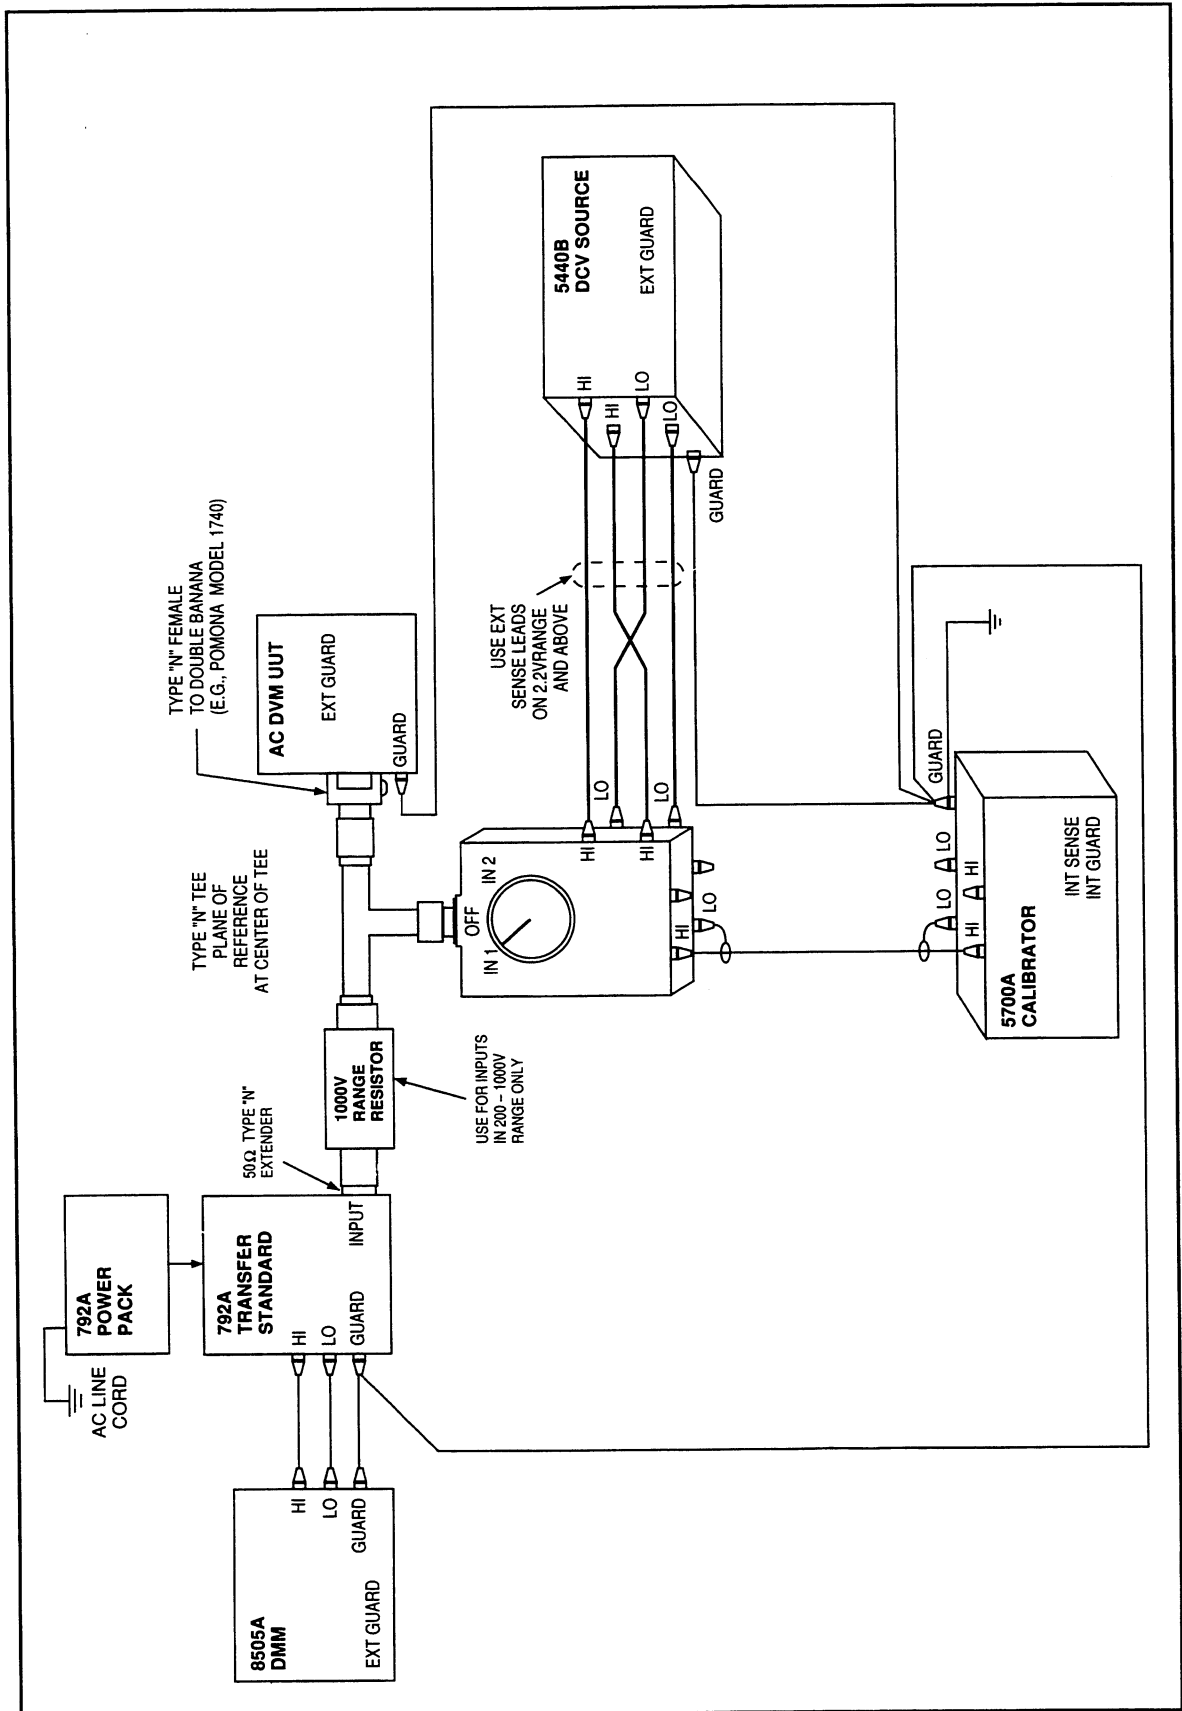 792A
POWER
PACK
AC LINE
CORD
792A
TRANSFER
STANDARD
HI
LO
GUARD
INPUT
8505A
DMM
HI
LO
GUARD
EXT GUARD
50Ω TYPE "N"
EXTENDER
1000V
RANGE
RESISTOR
USE FOR INPUTS
IN 200 – 1000V
RANGE ONLY
TYPE "N" TEE
PLANE OF
REFERENCE
AT CENTER OF TEE
TYPE "N" FEMALE
TO DOUBLE BANANA
(E.G., POMONA MODEL 1740)
AC DVM UUT
EXT GUARD
GUARD
IN 1
OFF
IN 2
HI
LO
HI
LO
HI
LO
USE EXT
SENSE LEADS
ON 2.2VRANGE
AND ABOVE
5440B
DCV SOURCE
EXT GUARD
HI
HI
LO
LO
GUARD
GUARD
HI
LO
HI
LO
5700A
CALIBRATOR
INT SENSE
INT GUARD